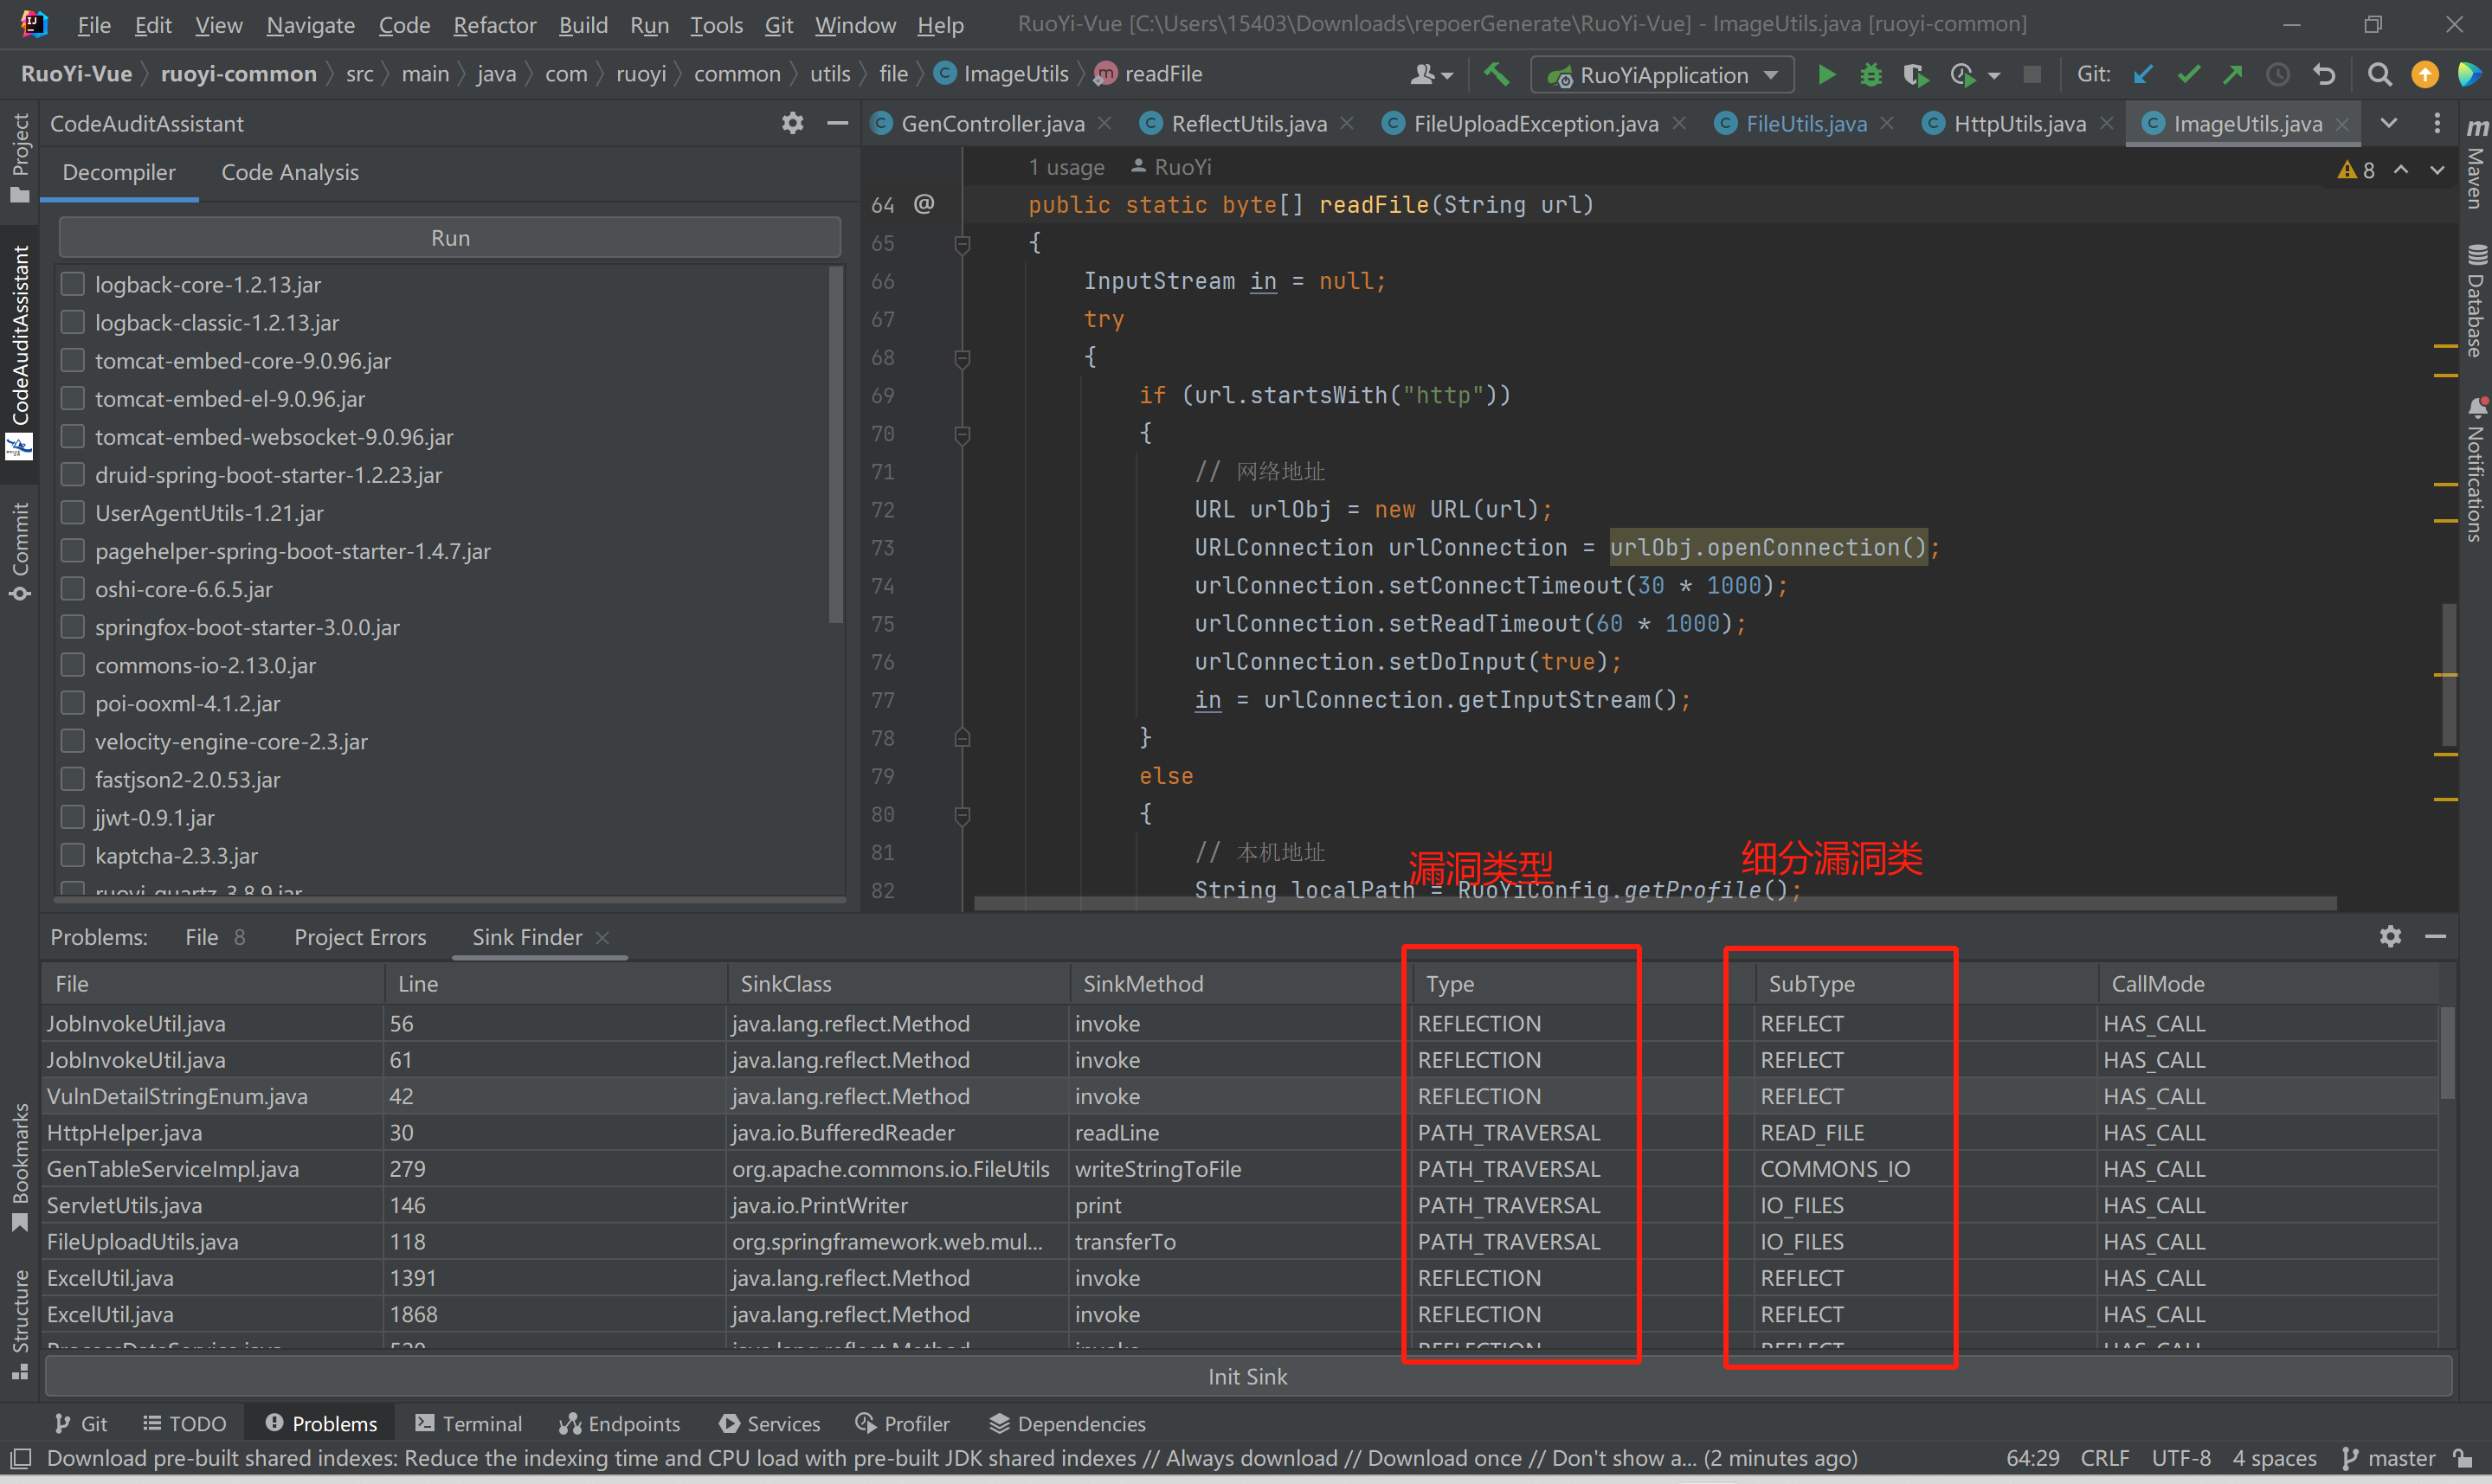 File Edit View Navigate Code Refactor Build Run Tools Git Window Help RuoYi-Vue [C:\Users\15403\Downloads\repoerGenerate\RuoYi-Vue] - ImageUtils.java [ruoyi-common]
RuoYi-Vue ruoyi-common src main java com ruoyi common utils file ImageUtils readFile RuoYiApplication Git:
CodeAuditAssistant
GenController.java ReflectUtils.java FileUploadException.java FileUtils.java HttpUtils.java ImageUtils.java
Decompiler Code Analysis
Run
logback-core-1.2.13.jar
logback-classic-1.2.13.jar
tomcat-embed-core-9.0.96.jar
tomcat-embed-el-9.0.96.jar
tomcat-embed-websocket-9.0.96.jar
druid-spring-boot-starter-1.2.23.jar
UserAgentUtils-1.21.jar
pagehelper-spring-boot-starter-1.4.7.jar
oshi-core-6.6.5.jar
springfox-boot-starter-3.0.0.jar
commons-io-2.13.0.jar
poi-ooxml-4.1.2.jar
velocity-engine-core-2.3.jar
fastjson2-2.0.53.jar
jjwt-0.9.1.jar
kaptcha-2.3.3.jar
ruoyi-quartz-3.8.9.jar
1 usage RuoYi
8
64 @ public static byte[] readFile(String url)
65 {
66 InputStream in = null;
67 try
68 {
69 if (url.startsWith("http"))
70 {
71 // 网络地址
72 URL urlObj = new URL(url);
73 URLConnection urlConnection = urlObj.openConnection();
74 urlConnection.setConnectTimeout(30 * 1000);
75 urlConnection.setReadTimeout(60 * 1000);
76 urlConnection.setDoInput(true);
77 in = urlConnection.getInputStream();
78 }
79 else
80 {
81 // 本机地址
82 String localPath = RuoYiConfig.getProfile();
漏洞类型
细分漏洞类
Problems: File 8 Project Errors Sink Finder
File Line SinkClass SinkMethod Type SubType CallMode
JobInvokeUtil.java 56 java.lang.reflect.Method invoke REFLECTION REFLECT HAS_CALL
JobInvokeUtil.java 61 java.lang.reflect.Method invoke REFLECTION REFLECT HAS_CALL
VulnDetailStringEnum.java 42 java.lang.reflect.Method invoke REFLECTION REFLECT HAS_CALL
HttpHelper.java 30 java.io.BufferedReader readLine PATH_TRAVERSAL READ_FILE HAS_CALL
GenTableServiceImpl.java 279 org.apache.commons.io.FileUtils writeStringToFile PATH_TRAVERSAL COMMONS_IO HAS_CALL
ServletUtils.java 146 java.io.PrintWriter print PATH_TRAVERSAL IO_FILES HAS_CALL
FileUploadUtils.java 118 org.springframework.web.mul... transferTo PATH_TRAVERSAL IO_FILES HAS_CALL
ExcelUtil.java 1391 java.lang.reflect.Method invoke REFLECTION REFLECT HAS_CALL
ExcelUtil.java 1868 java.lang.reflect.Method invoke REFLECTION REFLECT HAS_CALL
Init Sink
Git TODO Problems Terminal Endpoints Services Profiler Dependencies
Download pre-built shared indexes: Reduce the indexing time and CPU load with pre-built JDK shared indexes // Always download // Download once // Don't show a... (2 minutes ago) 64:29 CRLF UTF-8 4 spaces master
Project
CodeAuditAssistant
Commit
Bookmarks
Structure
m
Maven
Database
Notifications